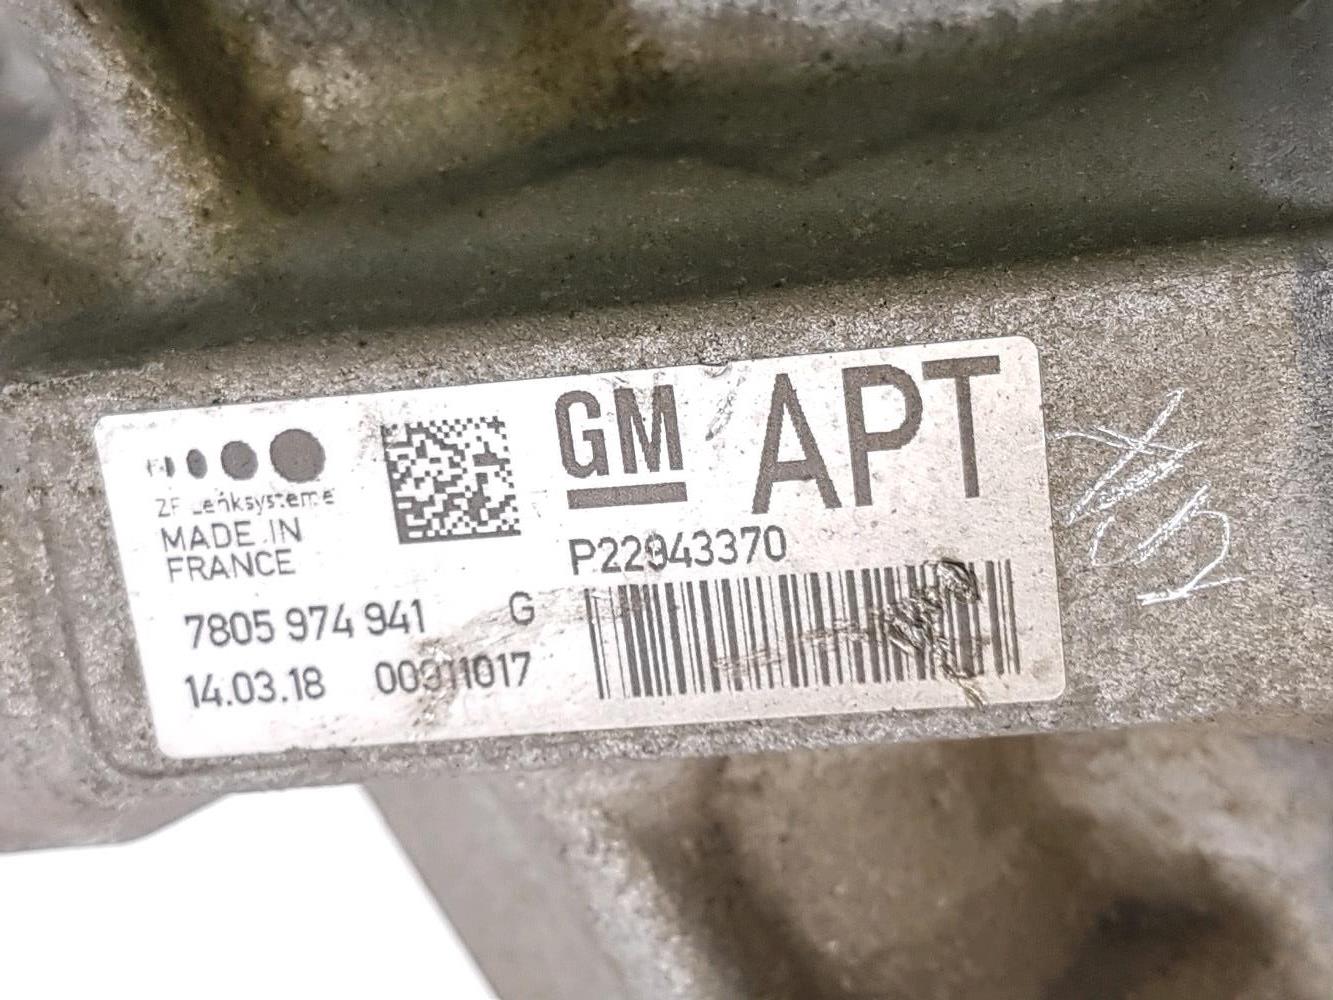 ZF Lenksysteme
MADE IN
FRANCE
7805 974 941 G
14.03.18 00311017
GM APT
P22943370